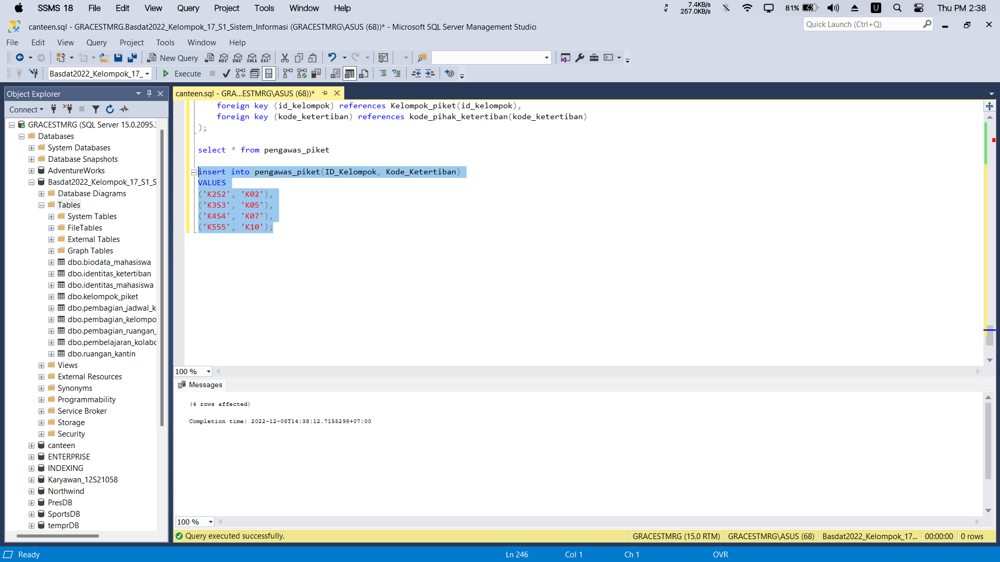 SSMS 18 File Edit View Query Project Tools Window Help 7.4KB/s 257.0KB/s 81% U Thu PM 2:38
canteen.sql - GRACESTMRG.Basdat2022_Kelompok_17_S1_Sistem_Informasi (GRACESTMRG\ASUS (68))* - Microsoft SQL Server Management Studio
Quick Launch (Ctrl+Q)
File Edit View Query Project Tools Window Help
New Query MDX DMX XMLA DAX
Basdat2022_Kelompok_17_ Execute
Object Explorer
Connect
GRACESTMRG (SQL Server 15.0.2095.3
Databases
System Databases
Database Snapshots
AdventureWorks
Basdat2022_Kelompok_17_S1_S
Database Diagrams
Tables
System Tables
FileTables
External Tables
Graph Tables
dbo.biodata_mahasiswa
dbo.identitas_ketertiban
dbo.identitas_mahasiswa
dbo.kelompok_piket
dbo.pembagian_jadwal_k
dbo.pembagian_kelompo
dbo.pembagian_ruangan_
dbo.pembelajaran_kolabo
dbo.ruangan_kantin
Views
External Resources
Synonyms
Programmability
Service Broker
Storage
Security
canteen
ENTERPRISE
INDEXING
Karyawan_12S21058
Northwind
PresDB
SportsDB
temprDB
canteen.sql - GRA...ESTMRG\ASUS (68))*
foreign key (id_kelompok) references Kelompok_piket(id_kelompok),
foreign key (kode_ketertiban) references kode_pihak_ketertiban(kode_ketertiban)
);
select * from pengawas_piket
insert into pengawas_piket(ID_Kelompok, Kode_Ketertiban)
VALUES
('K2S2', 'K02'),
('K3S3', 'K05'),
('K4S4', 'K07'),
('K5S5', 'K10');
100 %
Messages
(4 rows affected)
Completion time: 2022-12-08T14:38:12.7155298+07:00
100 %
Query executed successfully. GRACESTMRG (15.0 RTM) GRACESTMRG\ASUS (68) Basdat2022_Kelompok_17... 00:00:00 0 rows
Ready Ln 246 Col 1 Ch 1 OVR